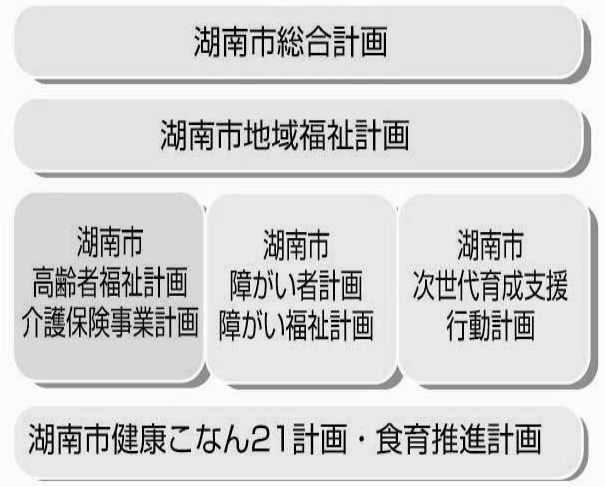 湖南市総合計画
湖南市地域福祉計画
湖南市
高齢者福祉計画
介護保険事業計画
湖南市
障がい者計画
障がい福祉計画
湖南市
次世代育成支援
行動計画
湖南市健康こなん21計画・食育推進計画